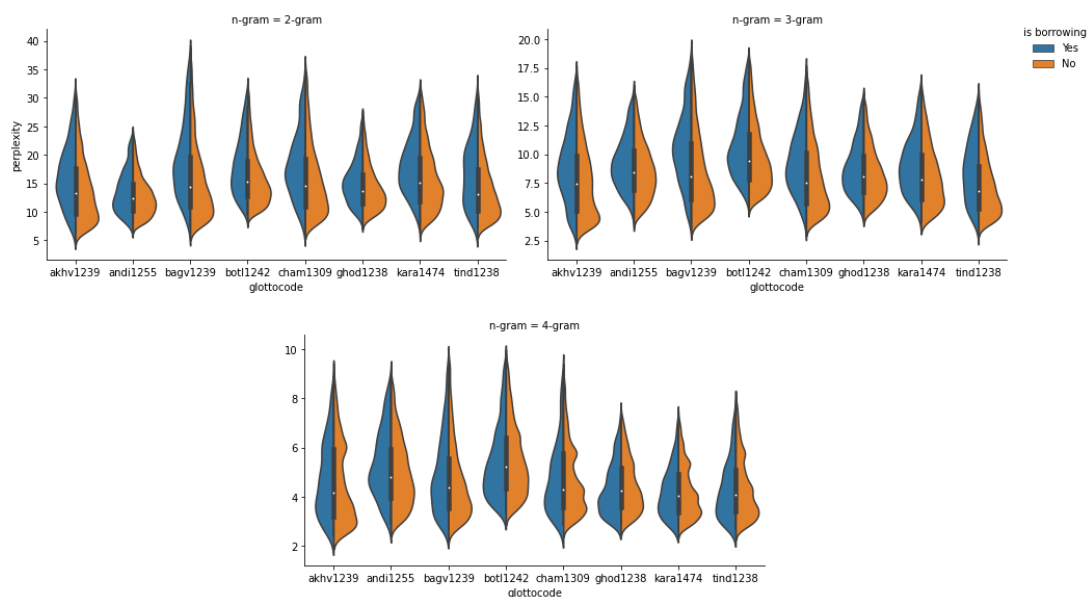 n-gram = 2-gram
40
35
30
25
20
15
10
5
perplexity
akhv1239 andi1255 bagv1239 botl1242 cham1309 ghod1238 kara1474 tind1238
glottocode
n-gram = 3-gram
20.0
17.5
15.0
12.5
10.0
7.5
5.0
2.5
akhv1239 andi1255 bagv1239 botl1242 cham1309 ghod1238 kara1474 tind1238
glottocode
is borrowing
Yes
No
n-gram = 4-gram
10
8
6
4
2
akhv1239 andi1255 bagv1239 botl1242 cham1309 ghod1238 kara1474 tind1238
glottocode